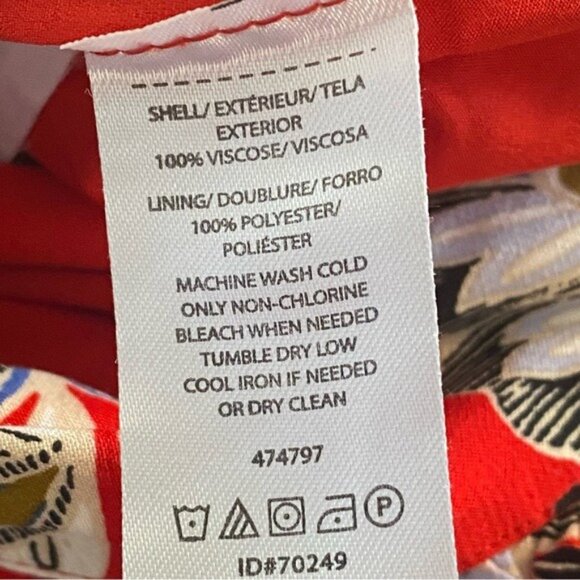 SHELL/ EXTÉRIEUR/ TELA
EXTERIOR
100% VISCOSE/ VISCOSA
LINING/ DOUBLURE/ FORRO
100% POLYESTER/
POLIÉSTER
MACHINE WASH COLD
ONLY NON-CHLORINE
BLEACH WHEN NEEDED
TUMBLE DRY LOW
COOL IRON IF NEEDED
OR DRY CLEAN
474797
P
ID#70249